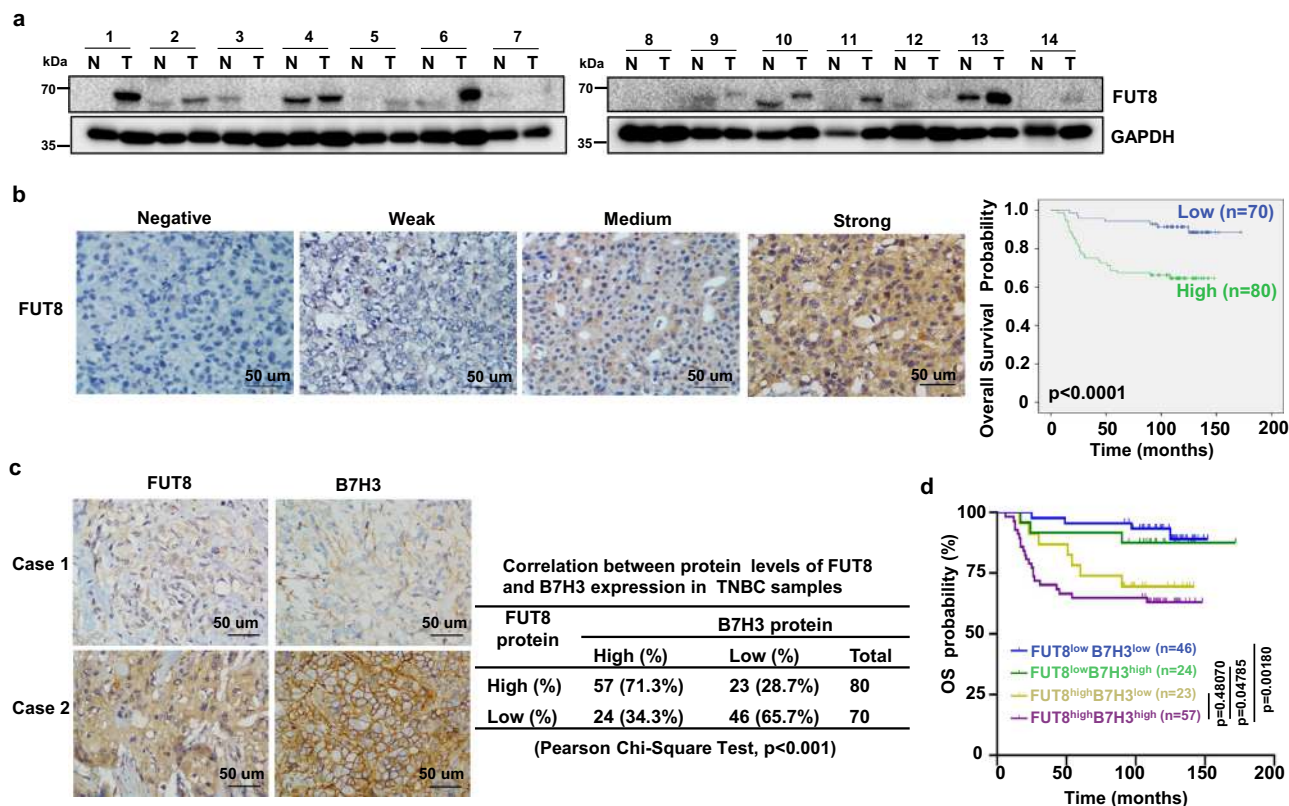 a
1 2 3 4 5 6 7
N T N T N T N T N T N T N T
kDa
70
35
8 9 10 11 12 13 14
N T N T N T N T N T N T N T
kDa
70
35
FUT8
GAPDH
b
Negative Weak Medium Strong
FUT8
50 um 50 um 50 um 50 um
Overall Survival Probability
1.0
0.8
0.6
0.4
0.2
0
Low (n=70)
High (n=80)
p<0.0001
0 50 100 150 200
Time (months)
c
FUT8 B7H3
Case 1
50 um 50 um
Case 2
50 um 50 um
Correlation between protein levels of FUT8
and B7H3 expression in TNBC samples
FUT8 protein B7H3 protein
High (%) Low (%) Total
High (%) 57 (71.3%) 23 (28.7%) 80
Low (%) 24 (34.3%) 46 (65.7%) 70
(Pearson Chi-Square Test, p<0.001)
d
OS probability (%)
100
75
50
25
0
FUT8low B7H3low (n=46)
FUT8lowB7H3high (n=24)
FUT8highB7H3low (n=23)
FUT8highB7H3high (n=57)
p=0.48070
p=0.04785
p=0.00180
0 50 100 150 200
Time (months)